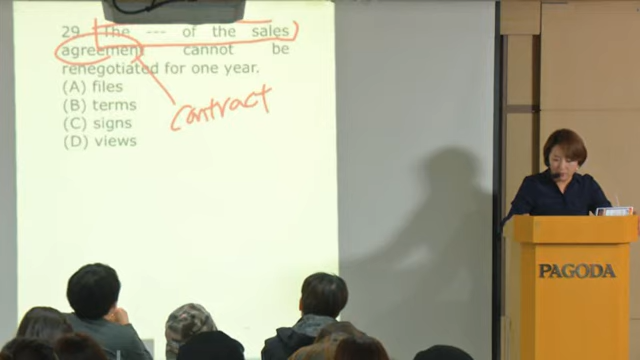 29 The --- of the sales
agreement cannot be
renegotiated for one year.
(A) files
(B) terms
(C) signs
(D) views
contract
PAGODA